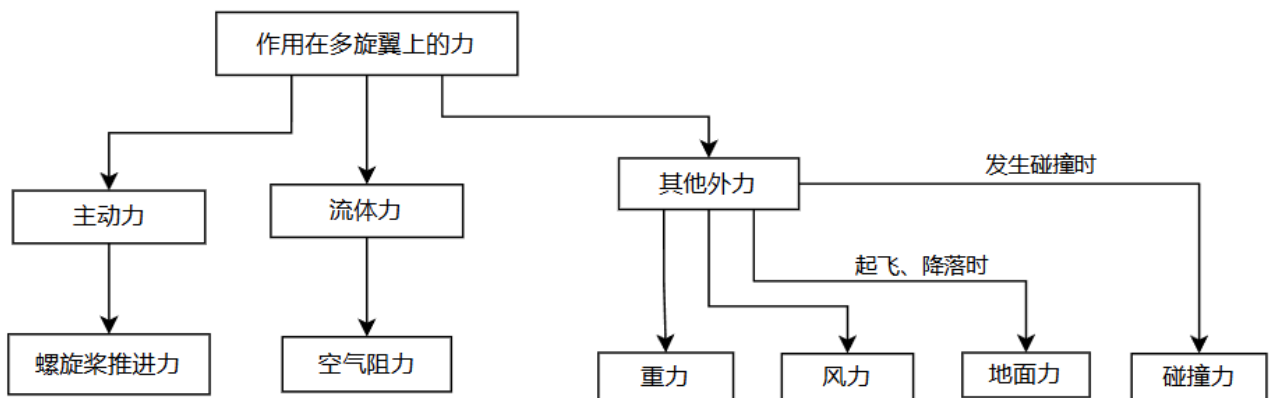 作用在多旋翼上的力
其他外力
发生碰撞时
主动力
流体力
起飞、降落时
螺旋桨推进力
空气阻力
重力
风力
地面力
碰撞力